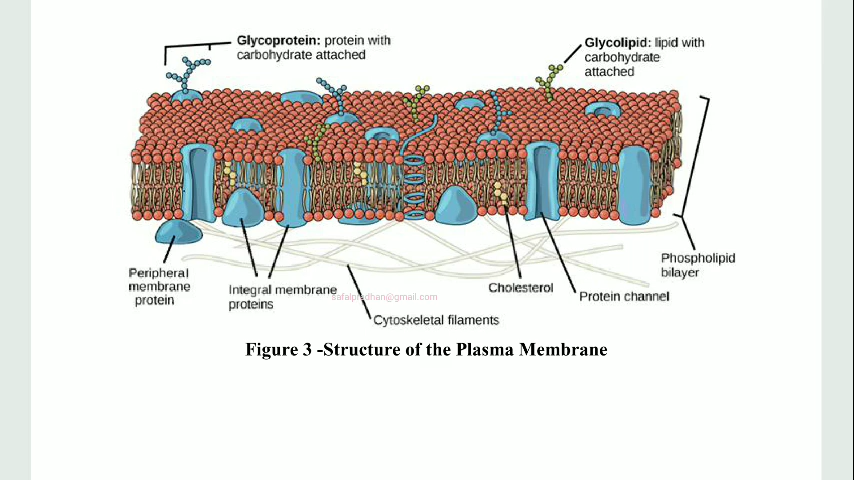 Glycoprotein: protein with
carbohydrate attached
Glycolipid: lipid with
carbohydrate
attached
Peripheral
membrane
protein
Integral membrane
proteins
Cytoskeletal filaments
Cholesterol
Protein channel
Phospholipid
bilayer
Figure 3 -Structure of the Plasma Membrane